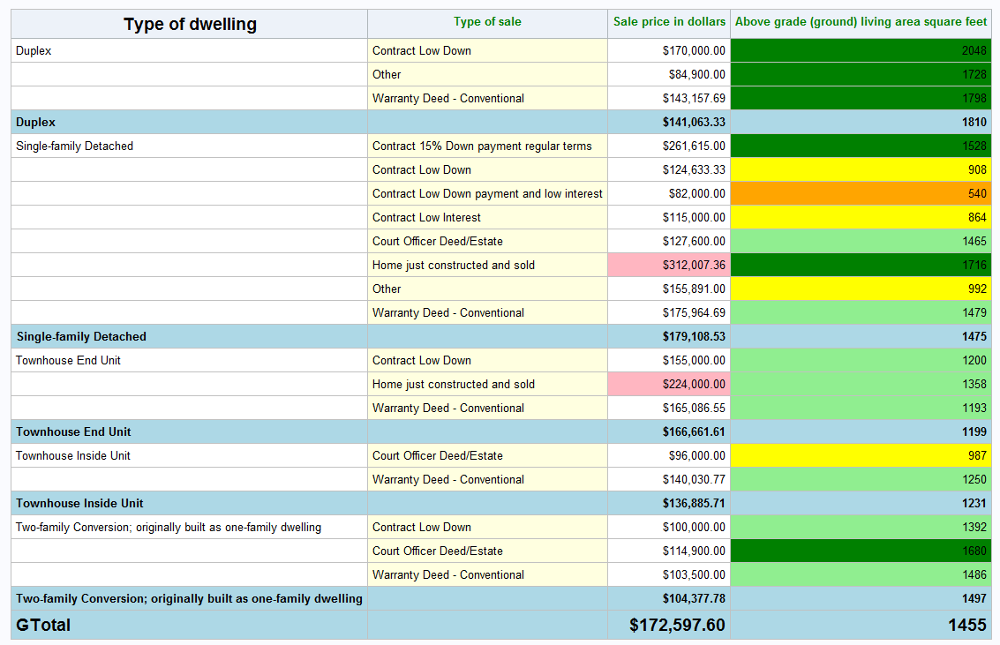 Type of dwelling Type of sale Sale price in dollars Above grade (ground) living area square feet
Duplex Contract Low Down $170,000.00 2048
Other $84,900.00 1728
Warranty Deed - Conventional $143,157.69 1798
Duplex $141,063.33 1810
Single-family Detached Contract 15% Down payment regular terms $261,615.00 1528
Contract Low Down $124,633.33 908
Contract Low Down payment and low interest $82,000.00 540
Contract Low Interest $115,000.00 864
Court Officer Deed/Estate $127,600.00 1465
Home just constructed and sold $312,007.36 1716
Other $155,891.00 992
Warranty Deed - Conventional $175,964.69 1479
Single-family Detached $179,108.53 1475
Townhouse End Unit Contract Low Down $155,000.00 1200
Home just constructed and sold $224,000.00 1358
Warranty Deed - Conventional $165,086.55 1193
Townhouse End Unit $166,661.61 1199
Townhouse Inside Unit Court Officer Deed/Estate $96,000.00 987
Warranty Deed - Conventional $140,030.77 1250
Townhouse Inside Unit $136,885.71 1231
Two-family Conversion; originally built as one-family dwelling Contract Low Down $100,000.00 1392
Court Officer Deed/Estate $114,900.00 1680
Warranty Deed - Conventional $103,500.00 1486
Two-family Conversion; originally built as one-family dwelling $104,377.78 1497
GTotal $172,597.60 1455